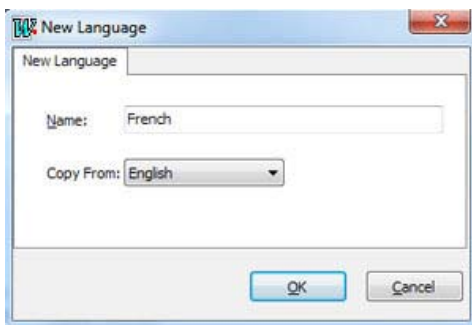 New Language
New Language
Name: French
Copy From: English
OK Cancel